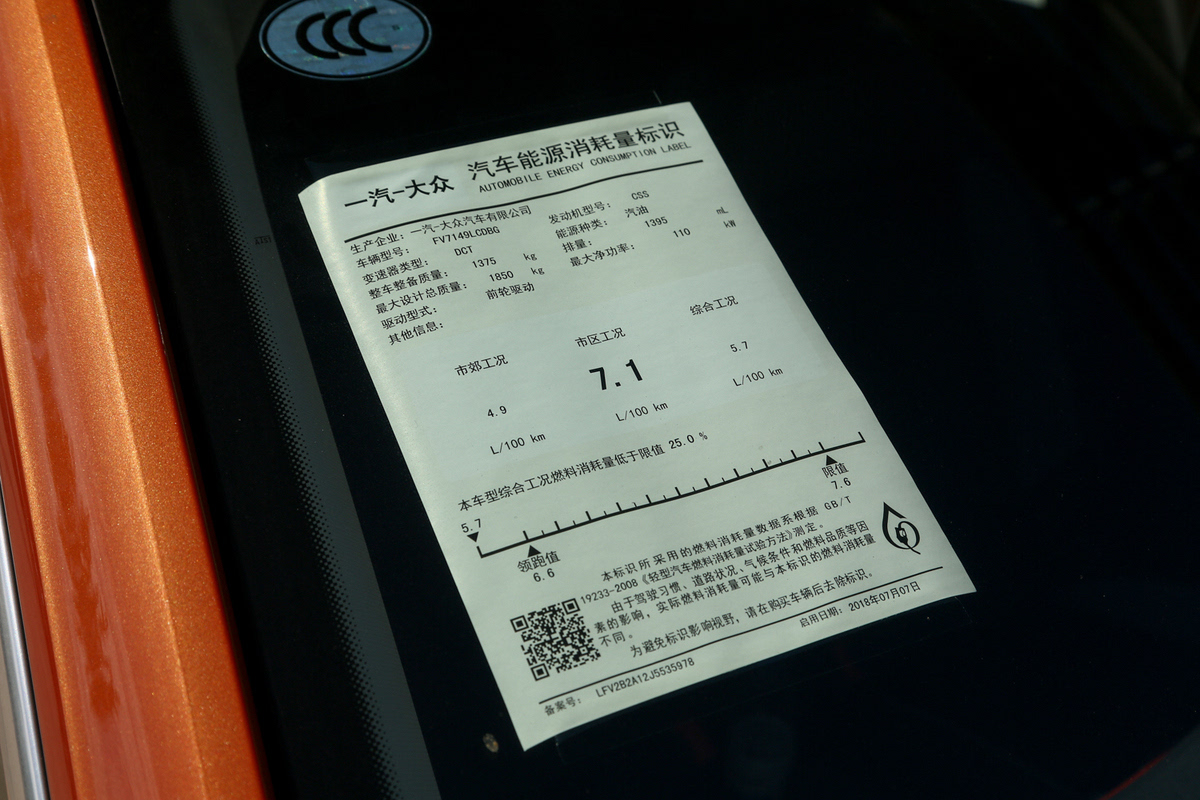 CCC
一汽-大众 汽车能源消耗量标识
AUTOMOBILE ENERGY CONSUMPTION LABEL
生产企业: 一汽-大众汽车有限公司 发动机型号: CSS
车辆型号: FV7149LCDBG 能源种类: 汽油
变速器类型: DCT 排量: 1395 mL
整车整备质量: 1375 kg 最大净功率: 110 kW
最大设计总质量: 1850 kg
驱动型式: 前轮驱动
其他信息:
市郊工况 市区工况 综合工况
4.9 7.1 5.7
L/100 km L/100 km L/100 km
本车型综合工况燃料消耗量低于限值 25.0 %
5.7
领跑值 限值
6.6 7.6
本标识所采用的燃料消耗量数据系根据 GB/T
19233-2008《轻型汽车燃料消耗量试验方法》测定。
由于驾驶习惯、道路状况、气候条件和燃料品质等因
素的影响，实际燃料消耗量可能与本标识的燃料消耗量
不同。
为避免标识影响视野，请在购买车辆后去除标识。
备案号: LFV2B2A12J5535978 启用日期: 2018年07月07日